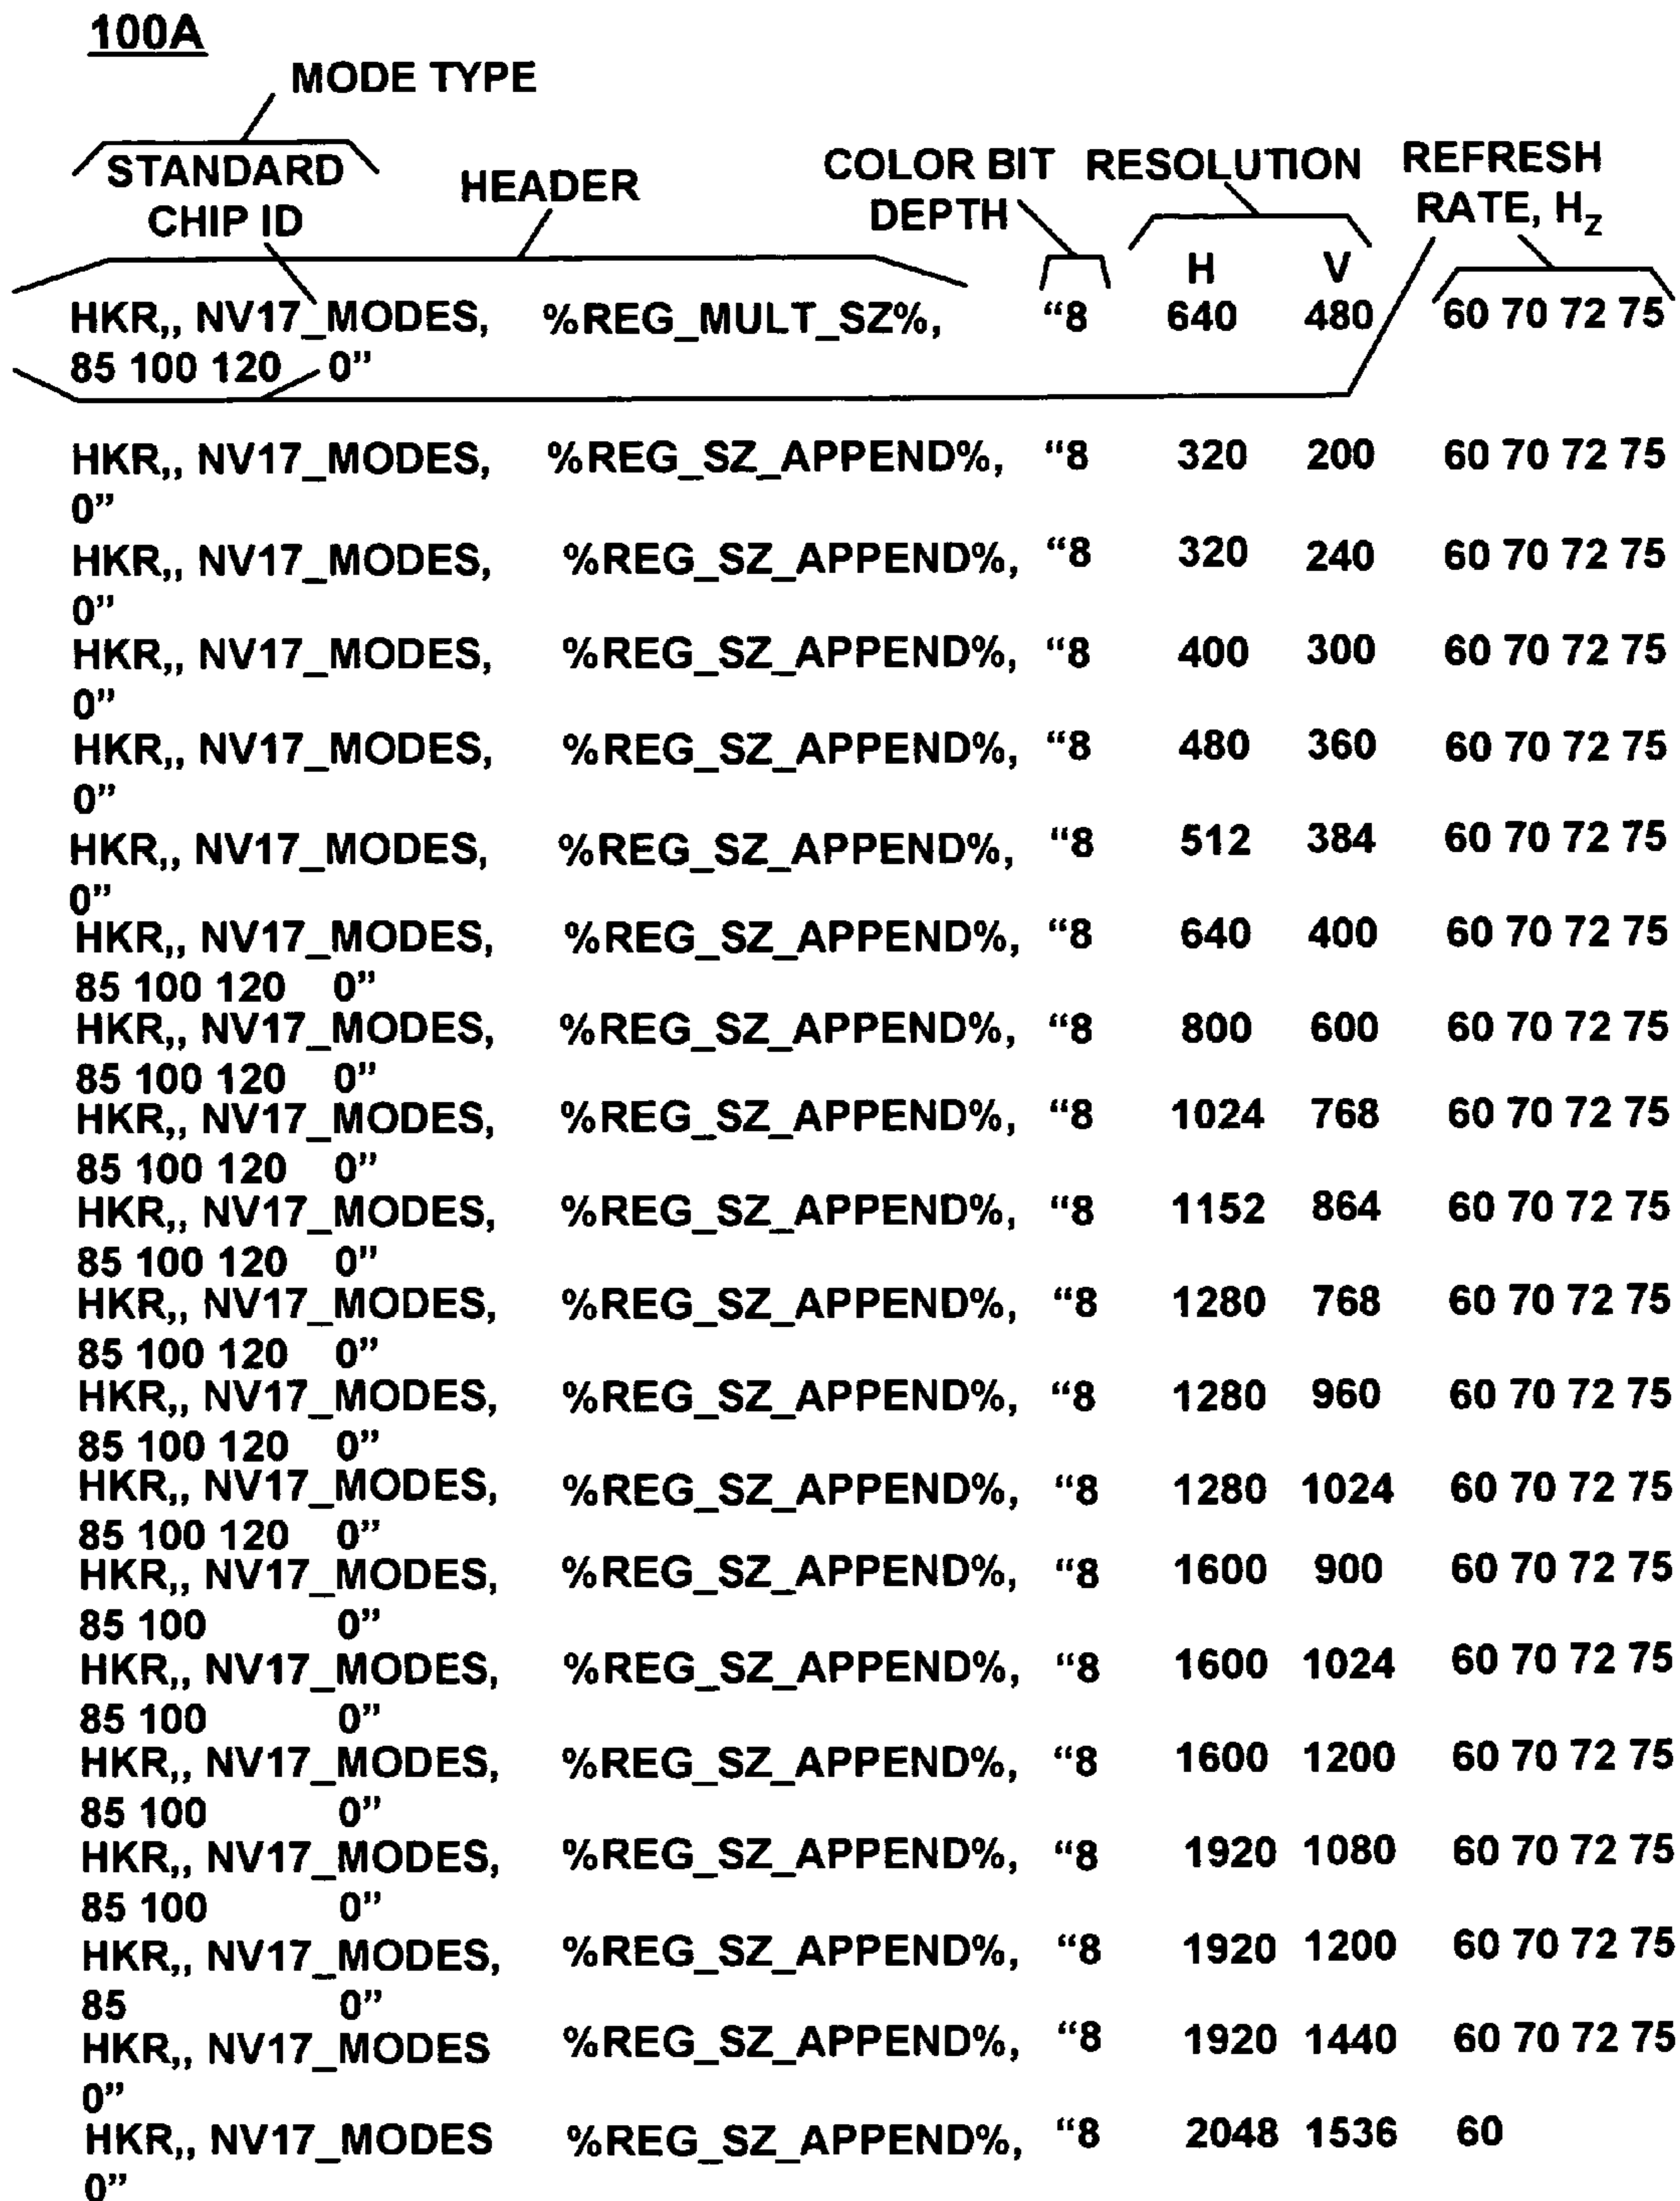 100A
MODE TYPE
STANDARD CHIP ID
HEADER
COLOR BIT DEPTH
RESOLUTION
REFRESH RATE, Hz
H V
HKR,, NV17_MODES, %REG_MULT_SZ%, “8 640 480 60 70 72 75
85 100 120 0”
HKR,, NV17_MODES, %REG_SZ_APPEND%, “8 320 200 60 70 72 75
0”
HKR,, NV17_MODES, %REG_SZ_APPEND%, “8 320 240 60 70 72 75
0”
HKR,, NV17_MODES, %REG_SZ_APPEND%, “8 400 300 60 70 72 75
0”
HKR,, NV17_MODES, %REG_SZ_APPEND%, “8 480 360 60 70 72 75
0”
HKR,, NV17_MODES, %REG_SZ_APPEND%, “8 512 384 60 70 72 75
0”
HKR,, NV17_MODES, %REG_SZ_APPEND%, “8 640 400 60 70 72 75
85 100 120 0”
HKR,, NV17_MODES, %REG_SZ_APPEND%, “8 800 600 60 70 72 75
85 100 120 0”
HKR,, NV17_MODES, %REG_SZ_APPEND%, “8 1024 768 60 70 72 75
85 100 120 0”
HKR,, NV17_MODES, %REG_SZ_APPEND%, “8 1152 864 60 70 72 75
85 100 120 0”
HKR,, NV17_MODES, %REG_SZ_APPEND%, “8 1280 768 60 70 72 75
85 100 120 0”
HKR,, NV17_MODES, %REG_SZ_APPEND%, “8 1280 960 60 70 72 75
85 100 120 0”
HKR,, NV17_MODES, %REG_SZ_APPEND%, “8 1280 1024 60 70 72 75
85 100 120 0”
HKR,, NV17_MODES, %REG_SZ_APPEND%, “8 1600 900 60 70 72 75
85 100 0”
HKR,, NV17_MODES, %REG_SZ_APPEND%, “8 1600 1024 60 70 72 75
85 100 0”
HKR,, NV17_MODES, %REG_SZ_APPEND%, “8 1600 1200 60 70 72 75
85 100 0”
HKR,, NV17_MODES, %REG_SZ_APPEND%, “8 1920 1080 60 70 72 75
85 100 0”
HKR,, NV17_MODES, %REG_SZ_APPEND%, “8 1920 1200 60 70 72 75
85 0”
HKR,, NV17_MODES %REG_SZ_APPEND%, “8 1920 1440 60 70 72 75
0”
HKR,, NV17_MODES %REG_SZ_APPEND%, “8 2048 1536 60
0”